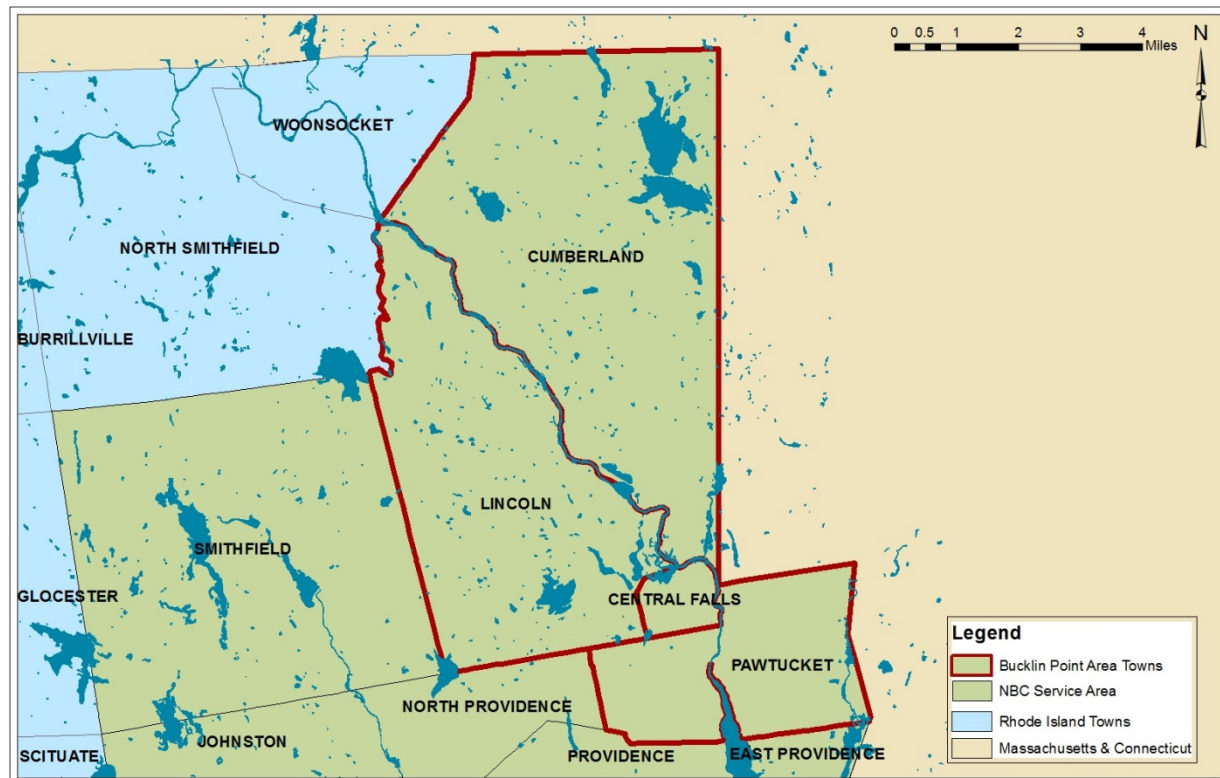 N
0 0.5 1 2 3 4
Miles
WOONSOCKET
NORTH SMITHFIELD
CUMBERLAND
BURRILLVILLE
LINCOLN
SMITHFIELD
GLOCESTER
CENTRAL FALLS
PAWTUCKET
NORTH PROVIDENCE
JOHNSTON
SCITUATE
PROVIDENCE
EAST PROVIDENCE
Legend
Bucklin Point Area Towns
NBC Service Area
Rhode Island Towns
Massachusetts & Connecticut